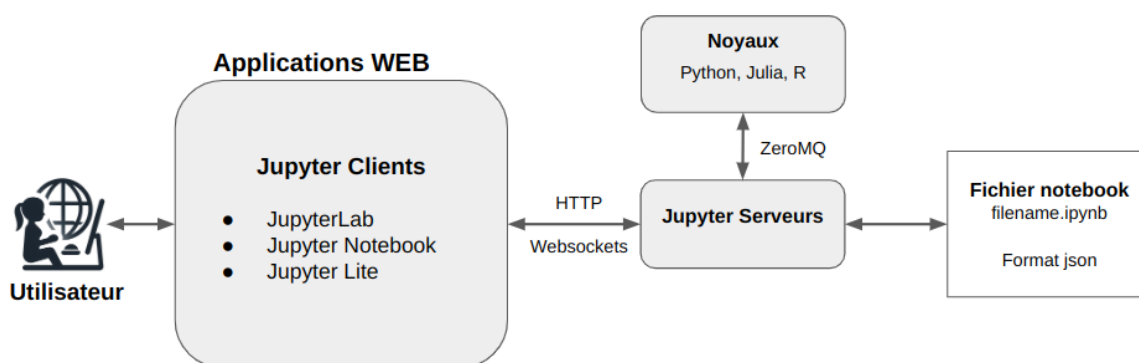 Applications WEB
Jupyter Clients
● JupyterLab
● Jupyter Notebook
● Jupyter Lite
Utilisateur
HTTP
Websockets
Noyaux
Python, Julia, R
ZeroMQ
Jupyter Serveurs
Fichier notebook
filename.ipynb
Format json